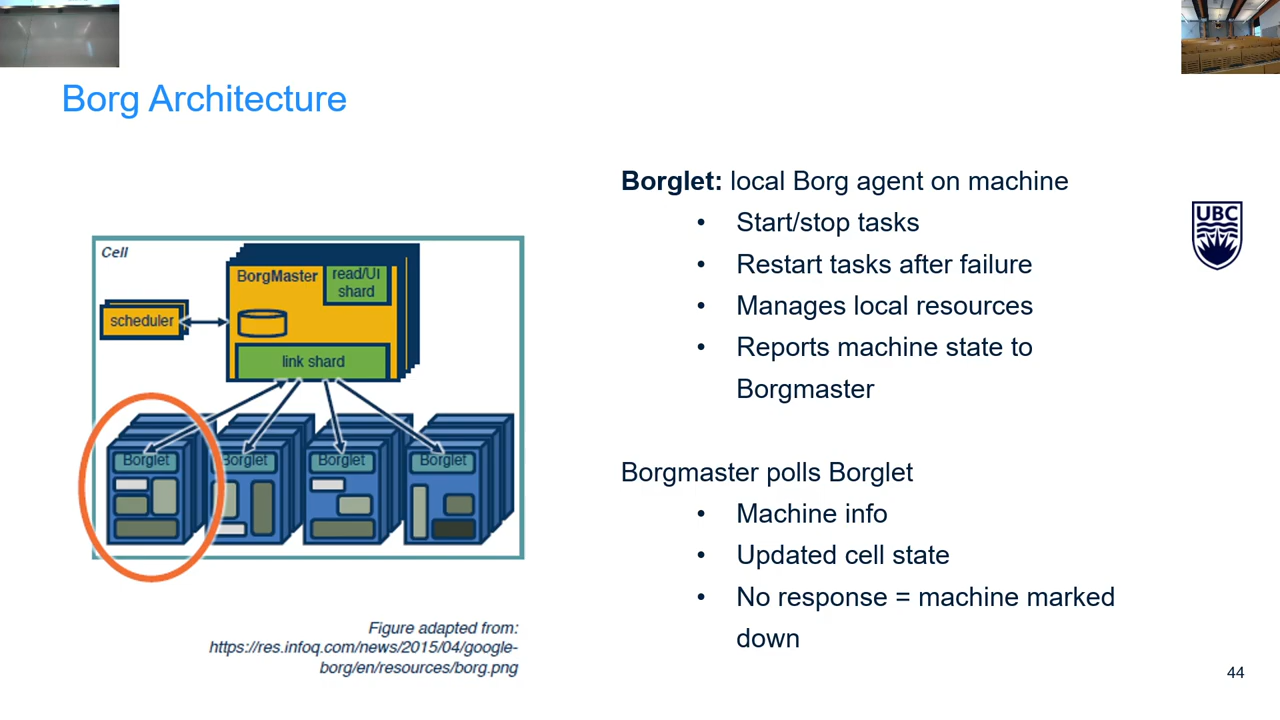 Borg Architecture
Cell
BorgMaster
read/UI
shard
scheduler
link shard
Borglet
Borglet
Borglet
Borglet
Figure adapted from:
https://res.infoq.com/news/2015/04/google-
borg/en/resources/borg.png
Borglet: local Borg agent on machine
• Start/stop tasks
• Restart tasks after failure
• Manages local resources
• Reports machine state to
Borgmaster
Borgmaster polls Borglet
• Machine info
• Updated cell state
• No response = machine marked
down
UBC
44